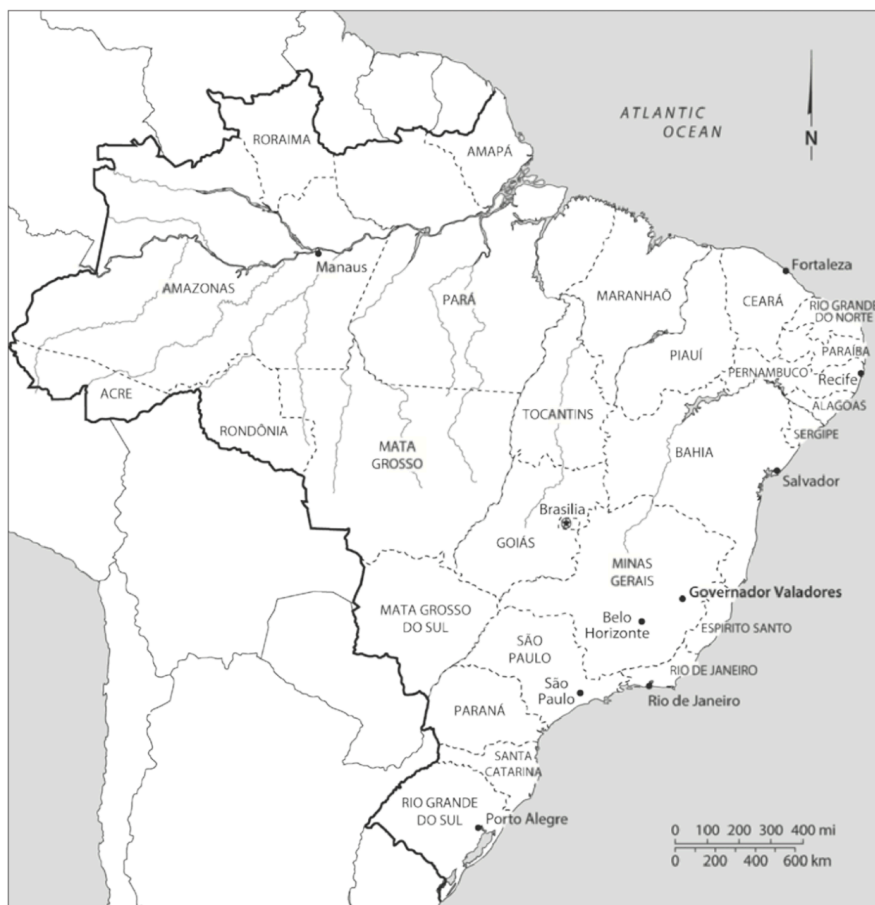 ATLANTIC
OCEAN
N
RORAIMA
AMAPÁ
Manaus
AMAZONAS
PARÁ
MARANHAÕ
Fortaleza
CEARÁ
RIO GRANDE
DO NORTE
PIAUÍ
PARAÍBA
PERNAMBUCO
Recife
ACRE
ALAGOAS
TOCANTINS
RONDÔNIA
SERGIPE
MATA
GROSSO
BAHIA
Salvador
Brasilia
GOIÁS
MINAS
GERAIS
Governador Valadores
MATA GROSSO
DO SUL
Belo
Horizonte
ESPIRITO SANTO
SÃO
PAULO
RIO DE JANEIRO
São
Paulo
Rio de Janeiro
PARANÁ
SANTA
CATARINA
RIO GRANDE
DO SUL
Porto Alegre
0 100 200 300 400 mi
0 200 400 600 km